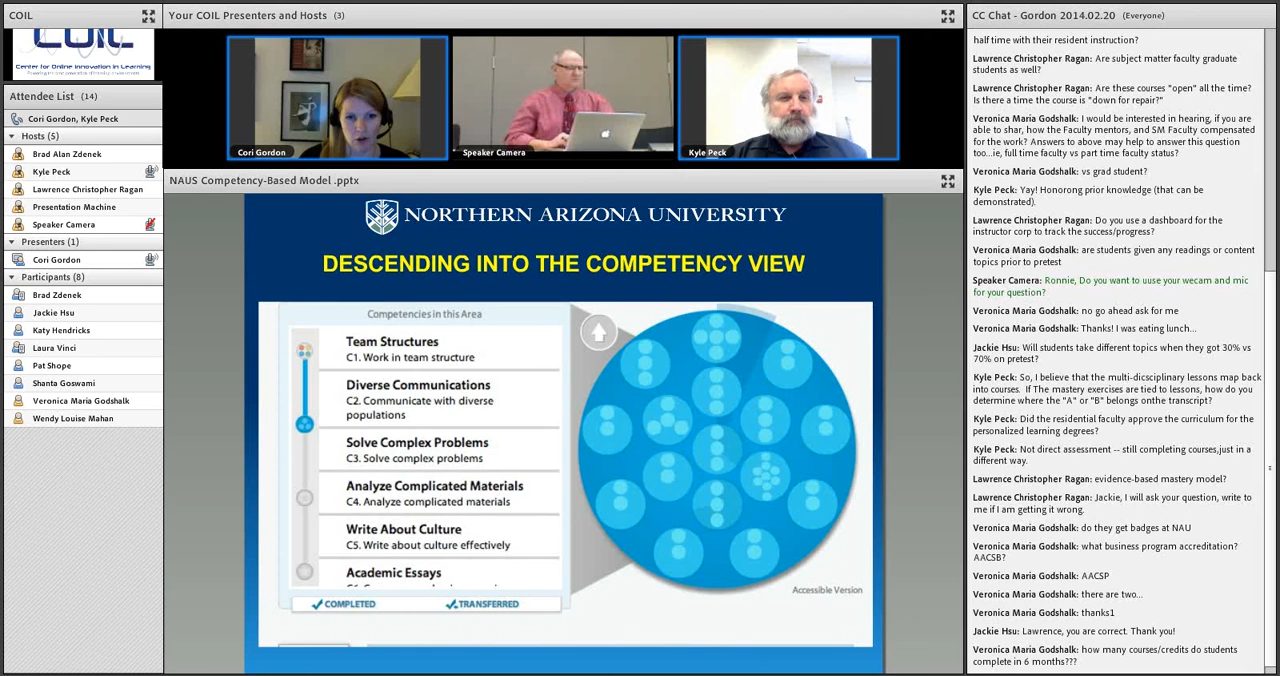 COIL
Your COIL Presenters and Hosts (3)
CC Chat - Gordon 2014.02.20 (Everyone)
COIL
Center for Online Innovation in Learning
Attendee List (14)
Cori Gordon, Kyle Peck
Hosts (5)
Brad Alan Zdenek
Kyle Peck
Lawrence Christopher Ragan
Presentation Machine
Speaker Camera
Presenters (1)
Cori Gordon
Participants (8)
Brad Zdenek
Jackie Hsu
Katy Hendricks
Laura Vinci
Pat Shope
Shanta Goswami
Veronica Maria Godshalk
Wendy Louise Mahan
Cori Gordon
Speaker Camera
Kyle Peck
NAUS Competency-Based Model .pptx
NORTHERN ARIZONA UNIVERSITY
DESCENDING INTO THE COMPETENCY VIEW
Competencies in this Area
Team Structures
C1. Work in team structure
Diverse Communications
C2. Communicate with diverse
populations
Solve Complex Problems
C3. Solve complex problems
Analyze Complicated Materials
C4. Analyze complicated materials
Write About Culture
C5. Write about culture effectively
Academic Essays
COMPLETED
TRANSFERRED
Accessible Version
half time with their resident instruction?
Lawrence Christopher Ragan: Are subject matter faculty graduate
students as well?
Lawrence Christopher Ragan: Are these courses "open" all the time?
Is there a time the course is "down for repair?"
Veronica Maria Godshalk: I would be interested in hearing, if you are
able to share, how the Faculty mentors, and SM Faculty compensated
for the work? Answers to above may help to answer this question
too...ie, full time faculty vs part time faculty status?
Veronica Maria Godshalk: vs grad student?
Kyle Peck: Yay! Honorong prior knowledge (that can be
demonstrated).
Lawrence Christopher Ragan: Do you use a dashboard for the
instructor corp to track the success/progress?
Veronica Maria Godshalk: are students given any readings or content
topics prior to pretest
Speaker Camera: Ronnie, Do you want to uuse your wecam and mic
for your question?
Veronica Maria Godshalk: no go ahead ask for me
Veronica Maria Godshalk: Thanks! I was eating lunch...
Jackie Hsu: Will students take different topics when they got 30% vs
70% on pretest?
Kyle Peck: So, I believe that the multi-dicsciplinary lessons map back
into courses. If The mastery exercises are tied to lessons, how do you
determine where the "A" or "B" belongs onthe transcript?
Kyle Peck: Did the residential faculty approve the curriculum for the
personalized learning degrees?
Kyle Peck: Not direct assessment -- still completing courses,just in a
different way.
Lawrence Christopher Ragan: evidence-based mastery model?
Lawrence Christopher Ragan: Jackie, I will ask your question, write to
me if I am getting it wrong.
Veronica Maria Godshalk: do they get badges at NAU
Veronica Maria Godshalk: what business program accreditation?
AACSB?
Veronica Maria Godshalk: AACSP
Veronica Maria Godshalk: there are two...
Veronica Maria Godshalk: thanks1
Jackie Hsu: Lawrence, you are correct. Thank you!
Veronica Maria Godshalk: how many courses/credits do students
complete in 6 months???